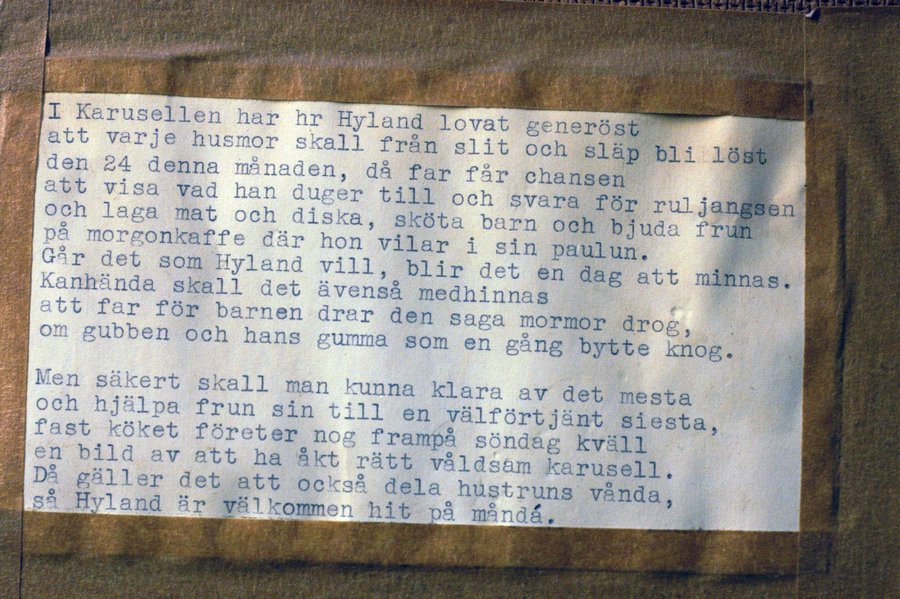 I Karusellen har hr Hyland lovat generöst
att varje husmor skall från slit och släp bli löst
den 24 denna månaden, då far får chansen
att visa vad han duger till och svara för ruljangsen
och laga mat och diska, sköta barn och bjuda frun
på morgonkaffe där hon vilar i sin paulun.
Går det som Hyland vill, blir det en dag att minnas.
Kanhända skall det ävenså medhinnas
att far för barnen drar den saga mormor drog,
om gubben och hans gumma som en gång bytte knog.
Men säkert skall man kunna klara av det mesta
och hjälpa frun sin till en välförtjänt siesta,
fast köket företer nog frampå söndag kväll
en bild av att ha åkt rätt våldsam karusell.
Då gäller det att också dela hustruns vånda,
så Hyland är välkommen hit på måndá.